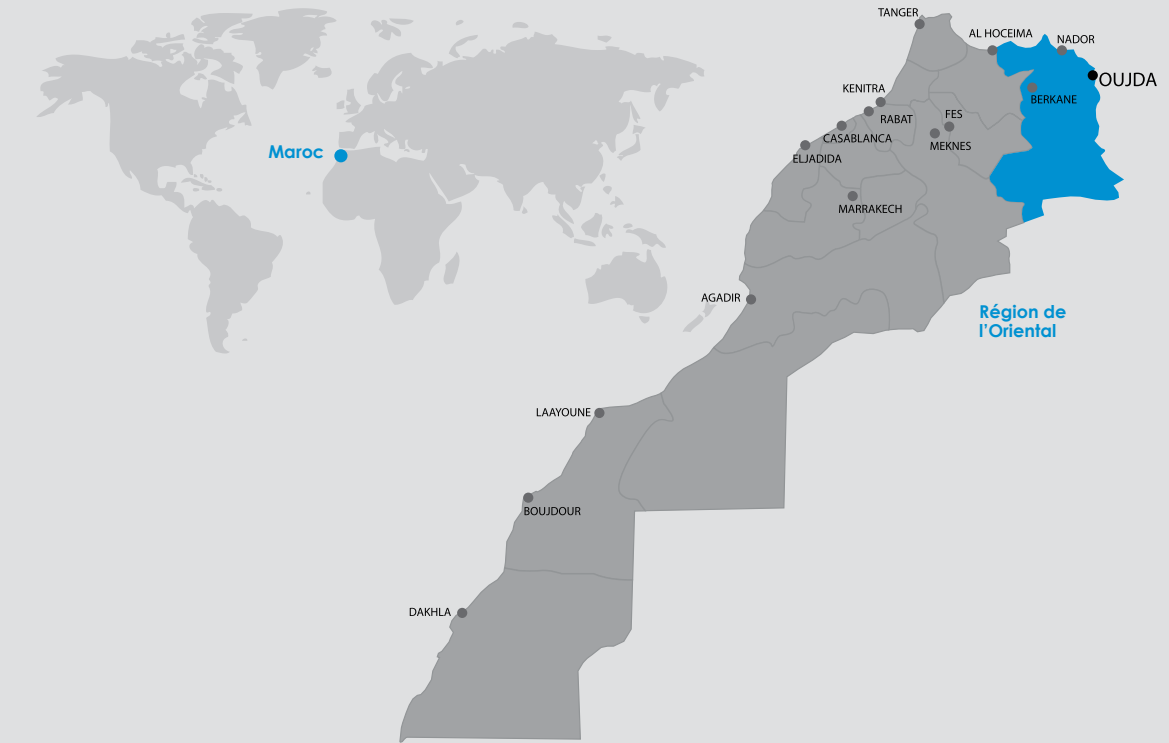 TANGER
AL HOCEIMA
NADOR
OUJDA
BERKANE
KENITRA
RABAT
FES
CASABLANCA
MEKNES
ELJADIDA
Maroc
MARRAKECH
AGADIR
Région de
l'Oriental
LAAYOUNE
BOUJDOUR
DAKHLA